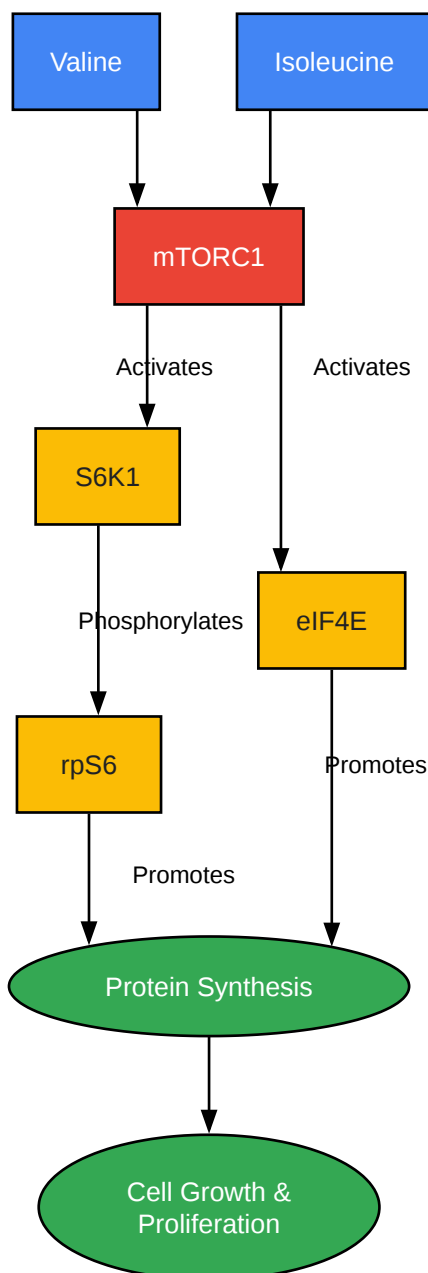 Valine
Isoleucine
mTORC1
Activates
Activates
S6K1
Phosphorylates
eIF4E
rpS6
Promotes
Promotes
Protein Synthesis
Cell Growth &
Proliferation